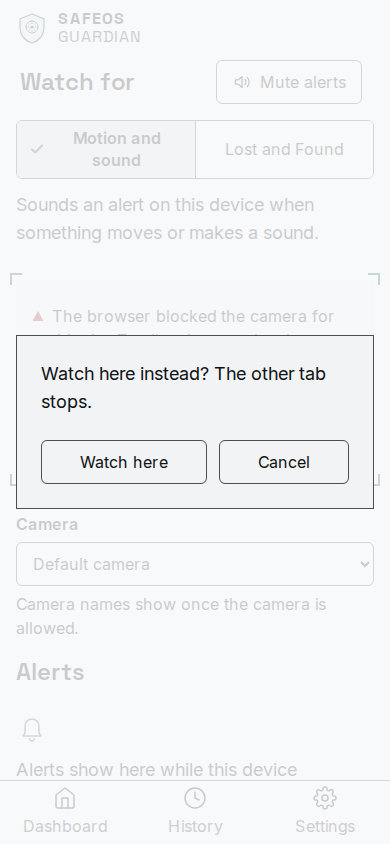 SAFEOS
GUARDIAN
Watch for
Mute alerts
Motion and
sound
Lost and Found
Sounds an alert on this device when
something moves or makes a sound.
The browser blocked the camera for
Watch here instead? The other tab
stops.
Watch here
Cancel
Camera
Default camera
Camera names show once the camera is
allowed.
Alerts
Alerts show here while this device
Dashboard
History
Settings